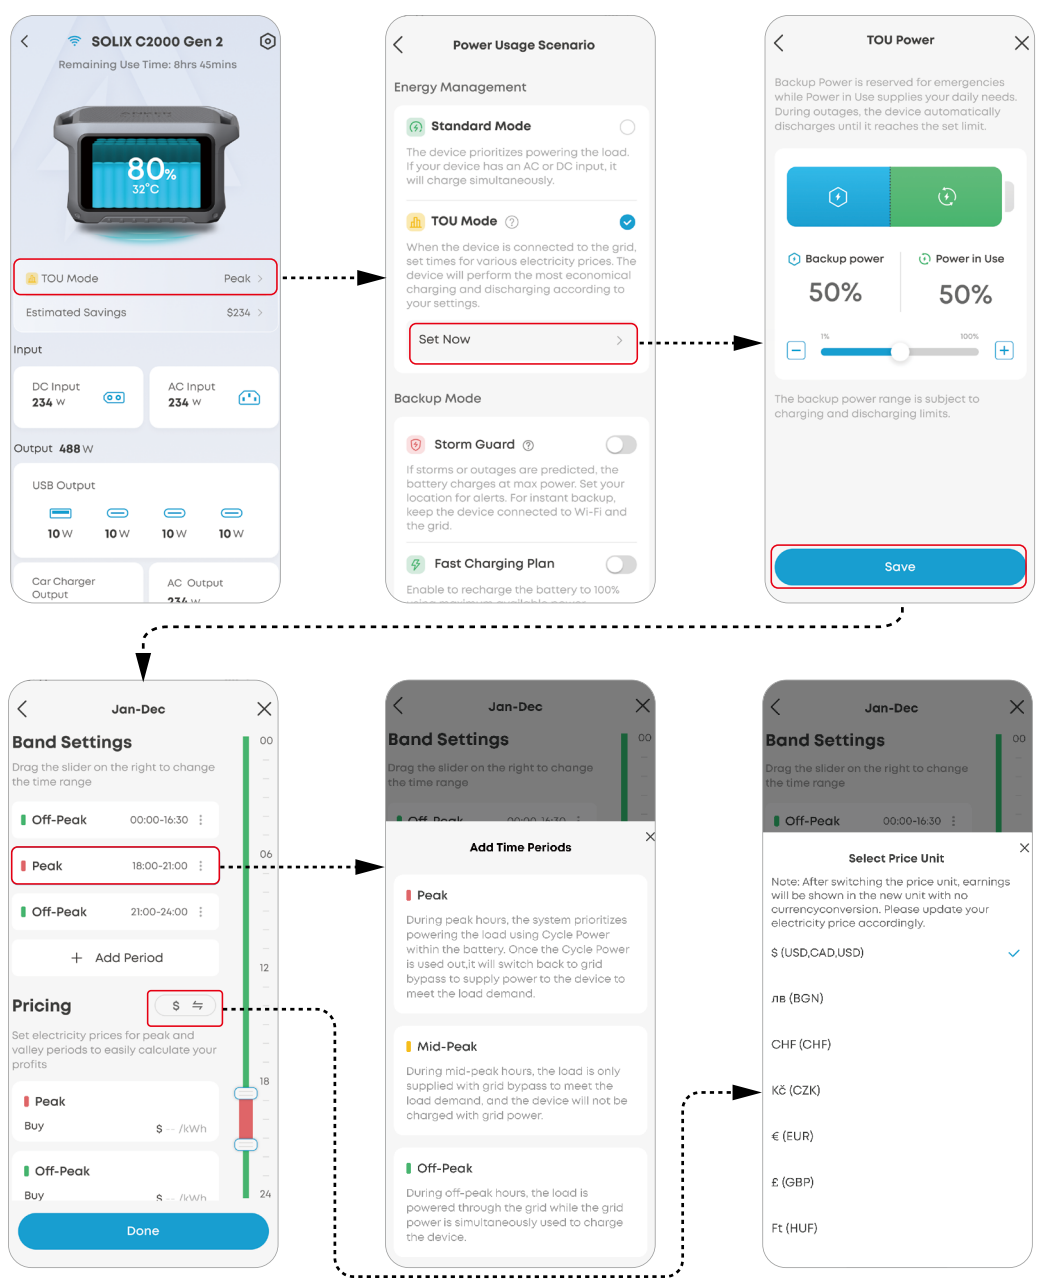 SOLIX C2000 Gen 2
Remaining Use Time: 8hrs 45mins
ANKER
80%
32°C
TOU Mode
Peak
Estimated Savings
$234
Input
DC Input
234 W
AC Input
234 W
Output 488 W
USB Output
10 W
10 W
10 W
10 W
Car Charger
Output
AC Output
234 W
Power Usage Scenario
Energy Management
Standard Mode
The device prioritizes powering the load.
If your device has an AC or DC input, it
will charge simultaneously.
TOU Mode ?
When the device is connected to the grid,
set times for various electricity prices. The
device will perform the most economical
charging and discharging according to
your settings.
Set Now
Backup Mode
Storm Guard ?
If storms or outages are predicted, the
battery charges at max power. Set your
location for alerts. For instant backup,
keep the device connected to Wi-Fi and
the grid.
Fast Charging Plan
Enable to recharge the battery to 100%
using maximum available power
TOU Power
Backup Power is reserved for emergencies
while Power in Use supplies your daily needs.
During outages, the device automatically
discharges until it reaches the set limit.
Backup power
50%
Power in Use
50%
1%
100%
The backup power range is subject to
charging and discharging limits.
Save
Jan-Dec
Band Settings
Drag the slider on the right to change
the time range
Off-Peak 00:00-16:30
Peak 18:00-21:00
Off-Peak 21:00-24:00
+ Add Period
Pricing
$
Set electricity prices for peak and
valley periods to easily calculate your
profits
Peak
Buy
$ -- /kWh
Off-Peak
Buy
$ -- /kWh
00
06
12
18
24
Done
Jan-Dec
Band Settings
00
Drag the slider on the right to change
the time range
Off-Peak 00:00-16:30
Add Time Periods
Peak
During peak hours, the system prioritizes
powering the load using Cycle Power
within the battery. Once the Cycle Power
is used out,it will switch back to grid
bypass to supply power to the device to
meet the load demand.
Mid-Peak
During mid-peak hours, the load is only
supplied with grid bypass to meet the
load demand, and the device will not be
charged with grid power.
Off-Peak
During off-peak hours, the load is
powered through the grid while the grid
power is simultaneously used to charge
the device.
Jan-Dec
Band Settings
00
Drag the slider on the right to change
the time range
Off-Peak 00:00-16:30
Select Price Unit
Note: After switching the price unit, earnings
will be shown in the new unit with no
currencyconversion. Please update your
electricity price accordingly.
$ (USD,CAD,USD)
лв (BGN)
CHF (CHF)
Kč (CZK)
€ (EUR)
£ (GBP)
Ft (HUF)